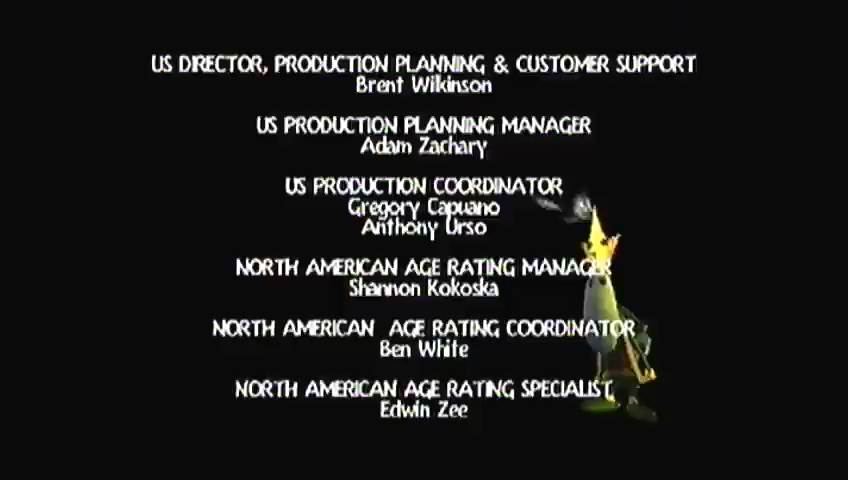 US DIRECTOR, PRODUCTION PLANNING & CUSTOMER SUPPORT
Brent Wilkinson
US PRODUCTION PLANNING MANAGER
Adam Zachary
US PRODUCTION COORDINATOR
Gregory Capuano
Anthony Urso
NORTH AMERICAN AGE RATING MANAGER
Shannon Kokoska
NORTH AMERICAN AGE RATING COORDINATOR
Ben White
NORTH AMERICAN AGE RATING SPECIALIST
Edwin Zee